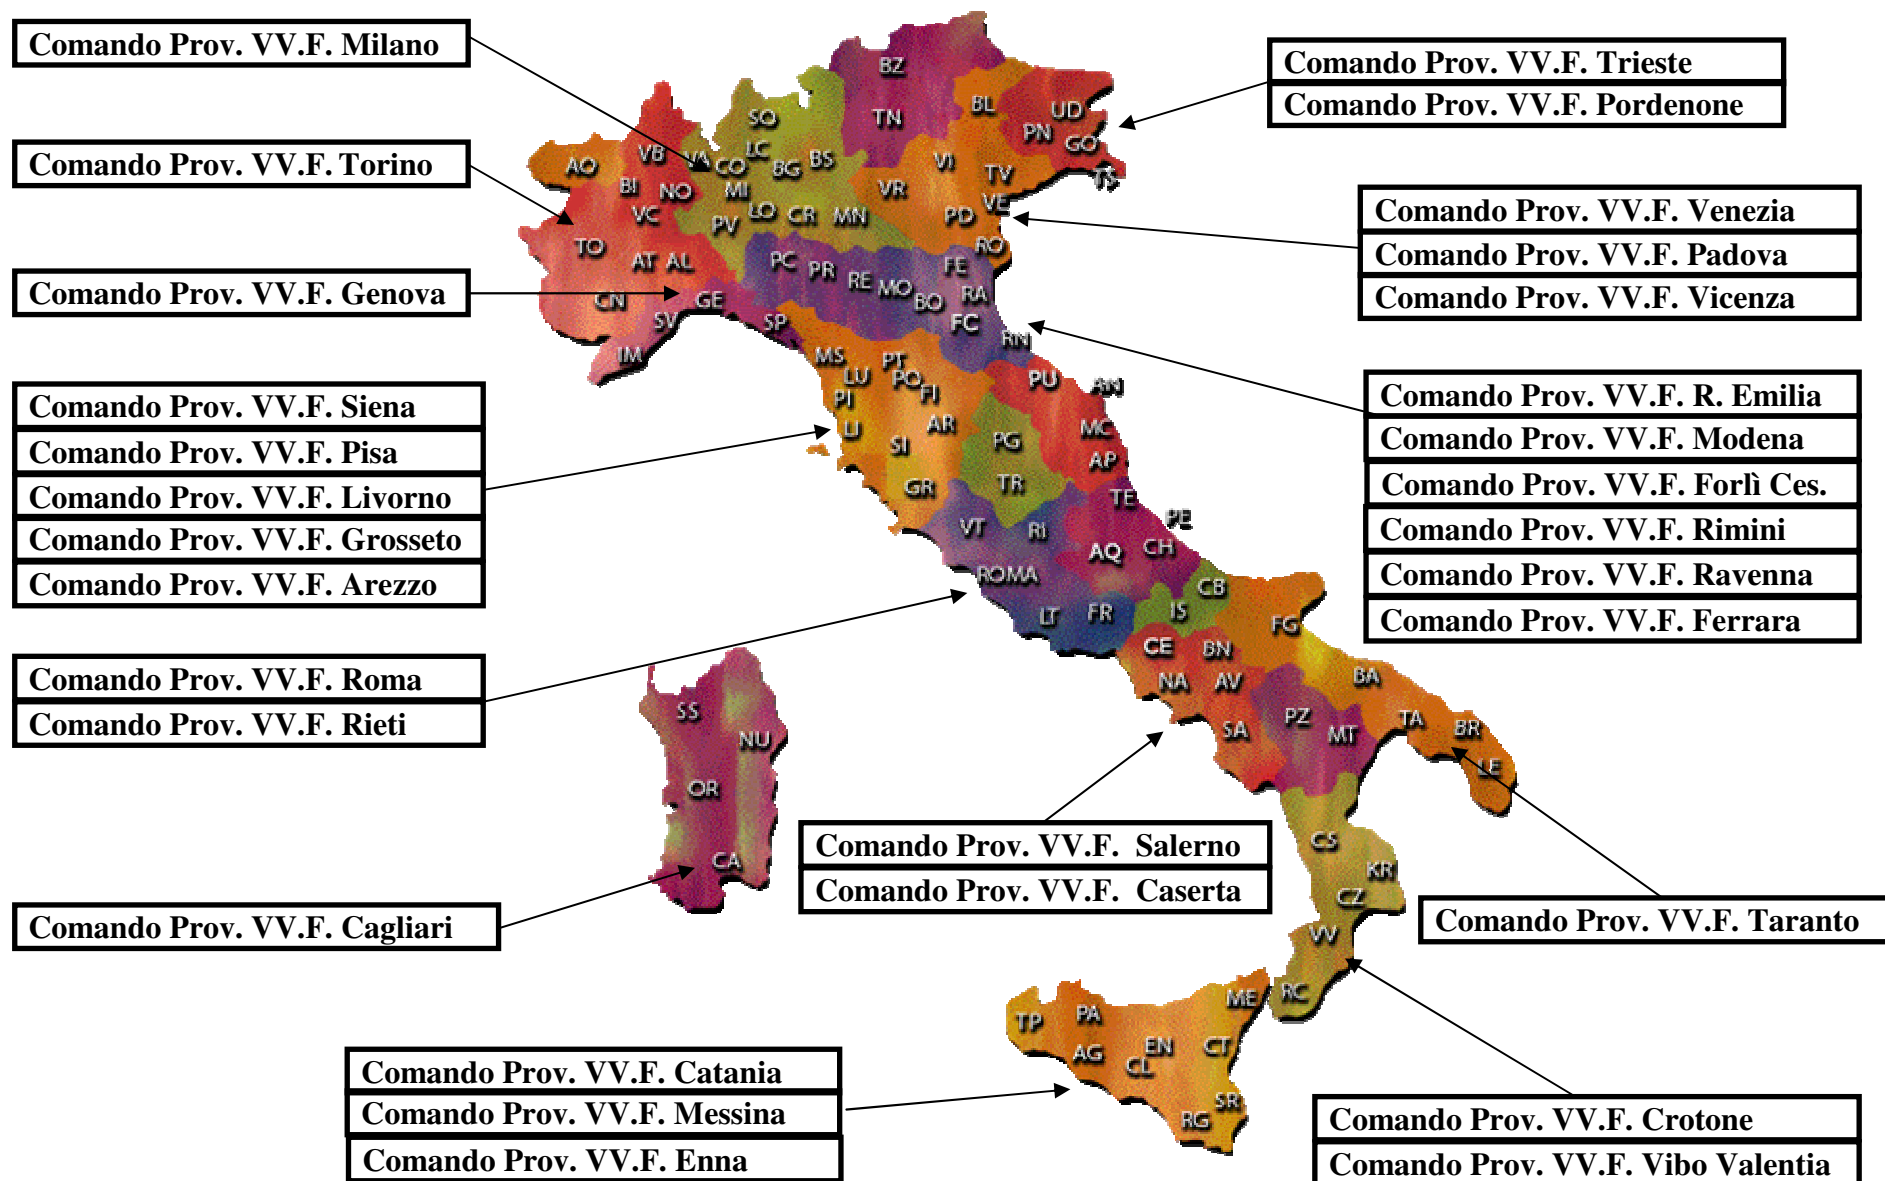 Comando Prov. VV.F. Milano
Comando Prov. VV.F. Torino
Comando Prov. VV.F. Genova
Comando Prov. VV.F. Siena
Comando Prov. VV.F. Pisa
Comando Prov. VV.F. Livorno
Comando Prov. VV.F. Grosseto
Comando Prov. VV.F. Arezzo
Comando Prov. VV.F. Roma
Comando Prov. VV.F. Rieti
Comando Prov. VV.F. Cagliari
Comando Prov. VV.F. Catania
Comando Prov. VV.F. Messina
Comando Prov. VV.F. Enna
Comando Prov. VV.F. Salerno
Comando Prov. VV.F. Caserta
Comando Prov. VV.F. Trieste
Comando Prov. VV.F. Pordenone
Comando Prov. VV.F. Venezia
Comando Prov. VV.F. Padova
Comando Prov. VV.F. Vicenza
Comando Prov. VV.F. R. Emilia
Comando Prov. VV.F. Modena
Comando Prov. VV.F. Forlì Ces.
Comando Prov. VV.F. Rimini
Comando Prov. VV.F. Ravenna
Comando Prov. VV.F. Ferrara
Comando Prov. VV.F. Taranto
Comando Prov. VV.F. Crotone
Comando Prov. VV.F. Vibo Valentia
BZ
TN
BL
UD
PN
GO
TS
SO
LC
VA
CO
BG
BS
MI
LO
CR
MN
PV
VI
TV
VR
VE
PD
RO
AO
VB
BI
NO
VC
TO
AT
AL
CN
GE
SV
SP
IM
PC
PR
RE
MO
BO
FE
RA
FC
RN
MS
LU
PT
PO
FI
PI
LI
AR
SI
GR
PU
AN
MC
AP
PG
TR
VT
Ri
ROMA
LT
FR
TE
PE
AQ
CH
CB
IS
FG
BA
TA
BR
LE
CE
BN
NA
AV
SA
PZ
MT
CS
KR
CZ
VV
RC
SS
NU
OR
CA
TP
PA
AG
EN
CL
CT
ME
SR
RG